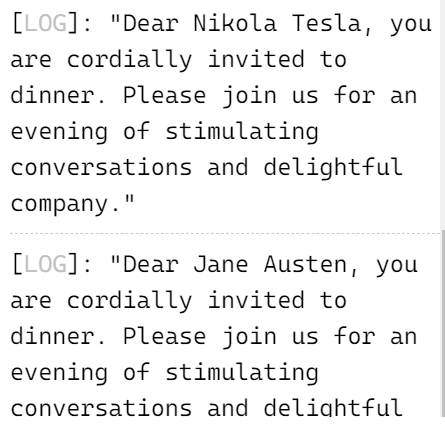 [LOG]: "Dear Nikola Tesla, you
are cordially invited to
dinner. Please join us for an
evening of stimulating
conversations and delightful
company."
[LOG]: "Dear Jane Austen, you
are cordially invited to
dinner. Please join us for an
evening of stimulating
conversations and delightful